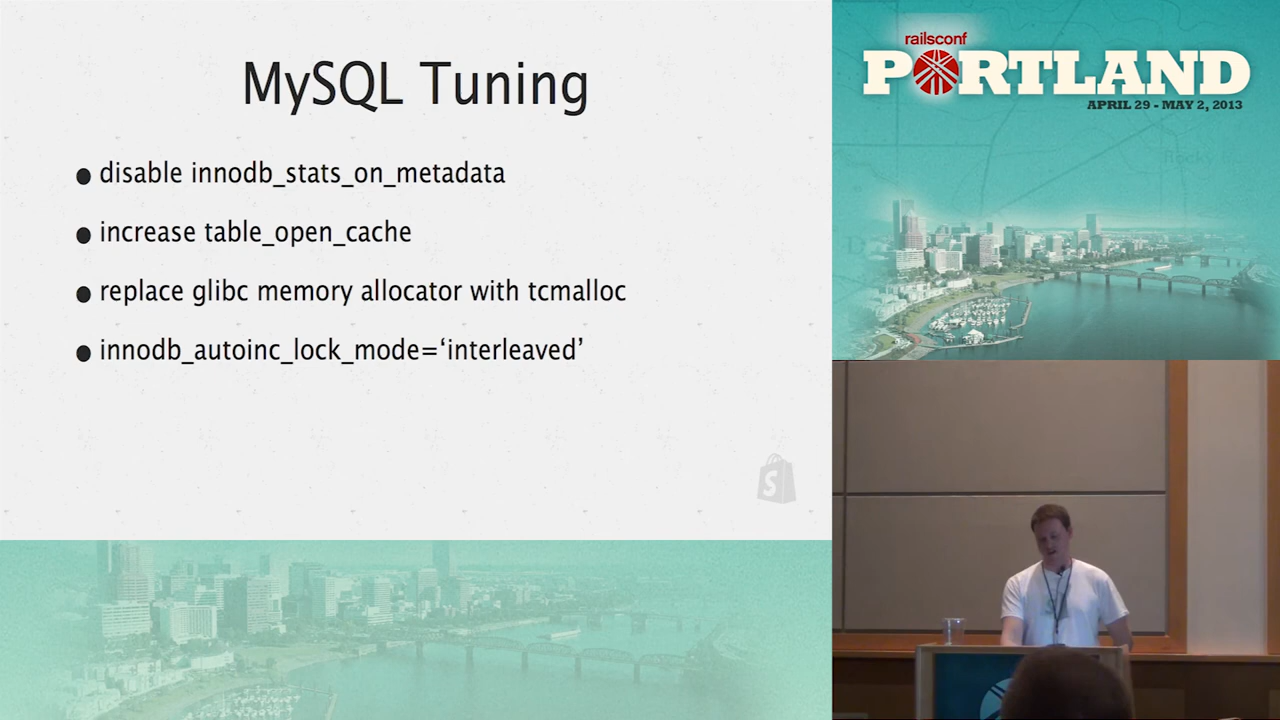 MySQL Tuning
● disable innodb_stats_on_metadata
● increase table_open_cache
● replace glibc memory allocator with tcmalloc
● innodb_autoinc_lock_mode=‘interleaved’
S
railsconf
PORTLAND
APRIL 29 - MAY 2, 2013